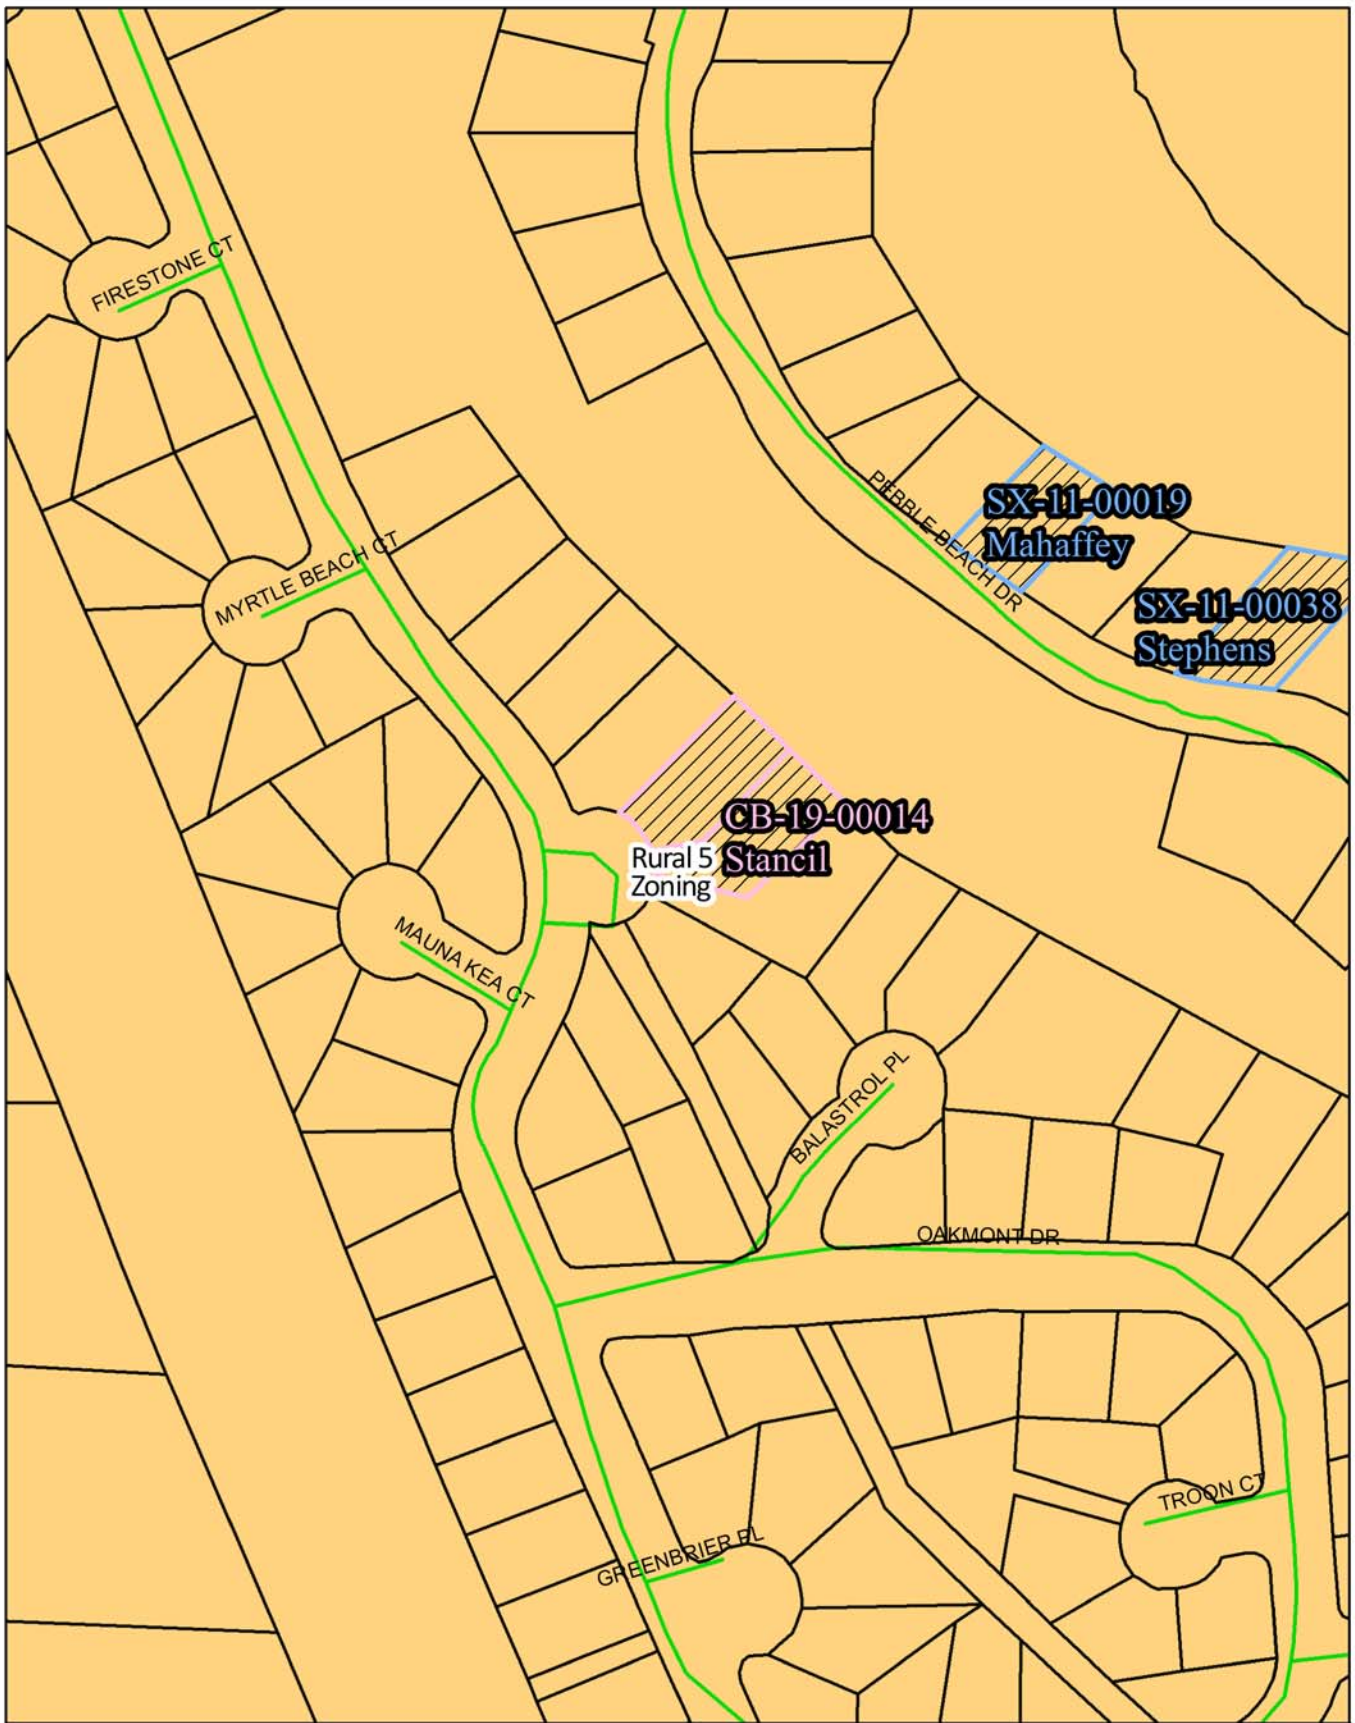 FIRESTONE CT
PEBBLE BEACH DR
SX-11-00019
Mahaffey
MYRTLE BEACH CT
SX-11-00038
Stephens
CB-19-00014
Stancil
Rural 5
Zoning
MAUNA KEA CT
BALASTROL PL
OAKMONT DR
TROON CT
GREENBRIER PL